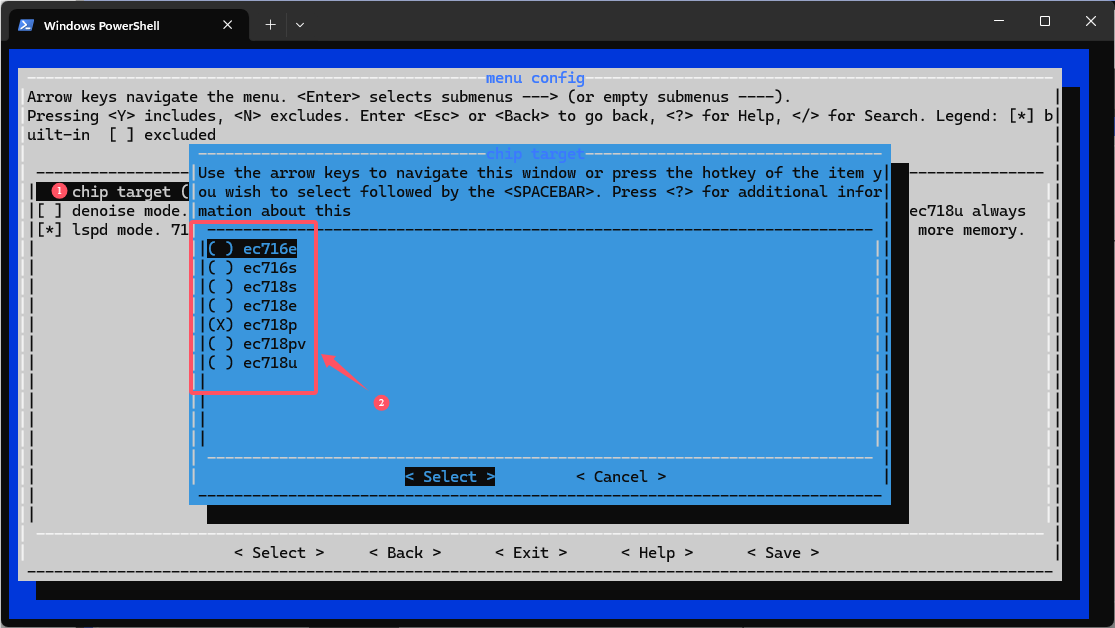 Windows PowerShell
menu config
Arrow keys navigate the menu. <Enter> selects submenus ---> (or empty submenus ----).
Pressing <Y> includes, <N> excludes. Enter <Esc> or <Back> to go back, <?> for Help, </> for Search. Legend: [*] b
uilt-in  [ ] excluded
chip target
Use the arrow keys to navigate this window or press the hotkey of the item y
ou wish to select followed by the <SPACEBAR>. Press <?> for additional infor
mation about this
1 chip target (
[ ] denoise mode.
ec718u always
[*] lspd mode. 71
more memory.
( ) ec716e
( ) ec716s
( ) ec718s
( ) ec718e
(X) ec718p
( ) ec718pv
( ) ec718u
2
< Select > < Cancel >
< Select > < Back > < Exit > < Help > < Save >